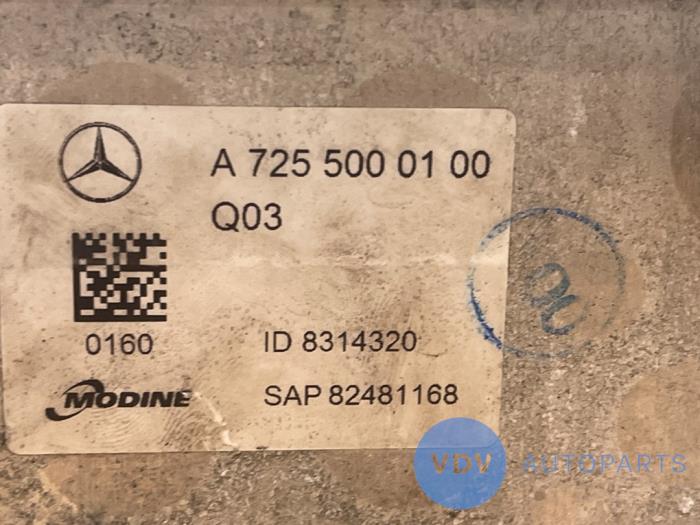 A 725 500 01 00
Q03
0160
ID 8314320
MODINE
SAP 82481168
VDV AUTOPARTS